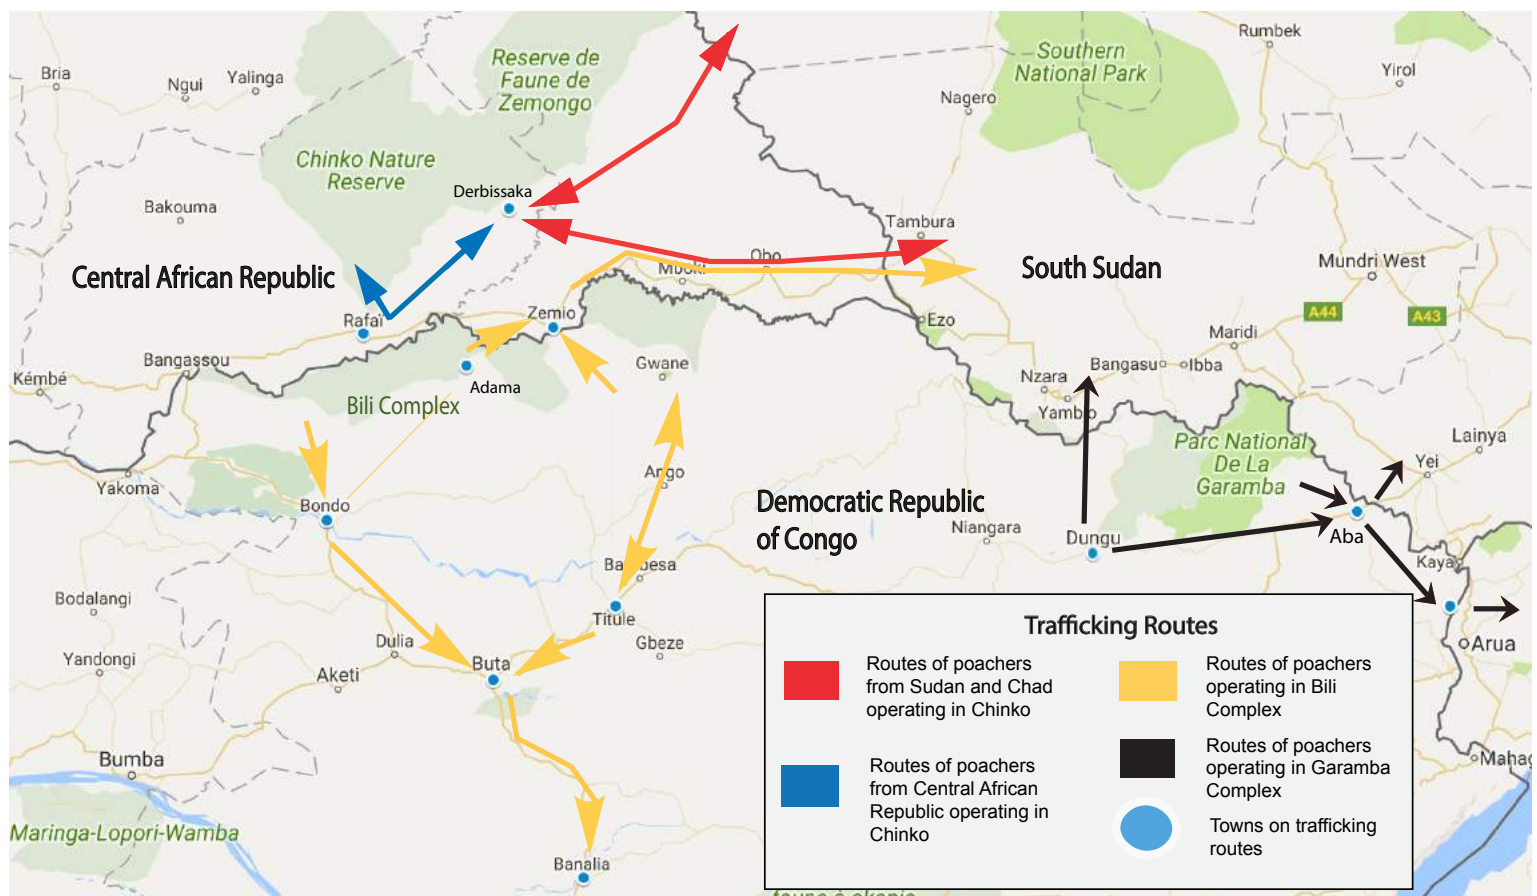 Rumbek
Reserve de
Faune de
Zemongo
Southern
National Park
Bria
Ngui
Yalinga
Yirol
Nagero
Chinko Nature
Reserve
Derbissaka
Bakouma
Tambura
Central African Republic
Mboki
Obo
South Sudan
Mundri West
Rafaï
Zemio
Ezo
A44
A43
Maridi
Bangassou
Kémbé
Adama
Gwane
Bangasu
Ibba
Nzara
Yambio
Bili Complex
Parc National
De La
Garamba
Lainya
Yei
Yakoma
Ango
Bondo
Democratic Republic
of Congo
Niangara
Dungu
Aba
Bambesa
Kaya
Bodalangi
Titule
Dulia
Gbeze
Arua
Yandongi
Aketi
Buta
Bumba
Mahag
Maringa-Lopori-Wamba
Banalia
Trafficking Routes
Routes of poachers
from Sudan and Chad
operating in Chinko
Routes of poachers
operating in Bili
Complex
Routes of poachers
from Central African
Republic operating in
Chinko
Routes of poachers
operating in Garamba
Complex
Towns on trafficking
routes